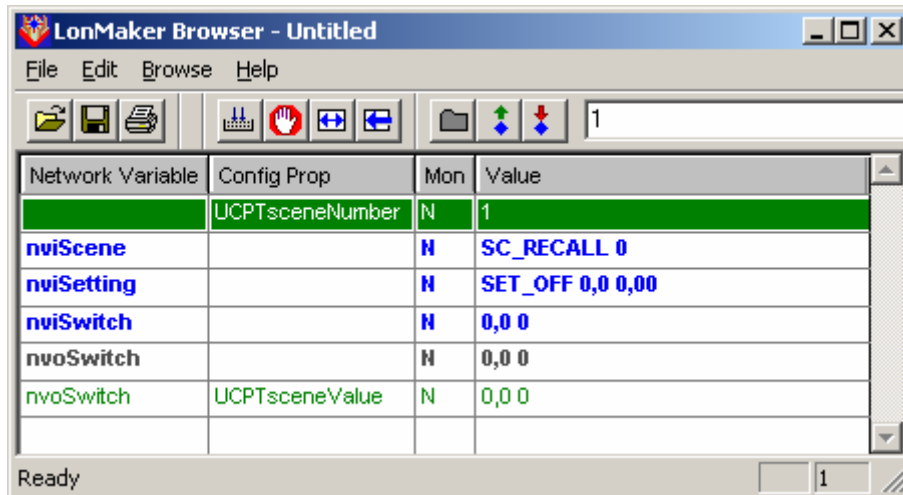 LonMaker Browser - Untitled
File Edit Browse Help
1
Network Variable Config Prop Mon Value
UCPTsceneNumber N 1
nviScene N SC_RECALL 0
nviSetting N SET_OFF 0,0 0,00
nviSwitch N 0,0 0
nvoSwitch N 0,0 0
nvoSwitch UCPTsceneValue N 0,0 0
Ready 1